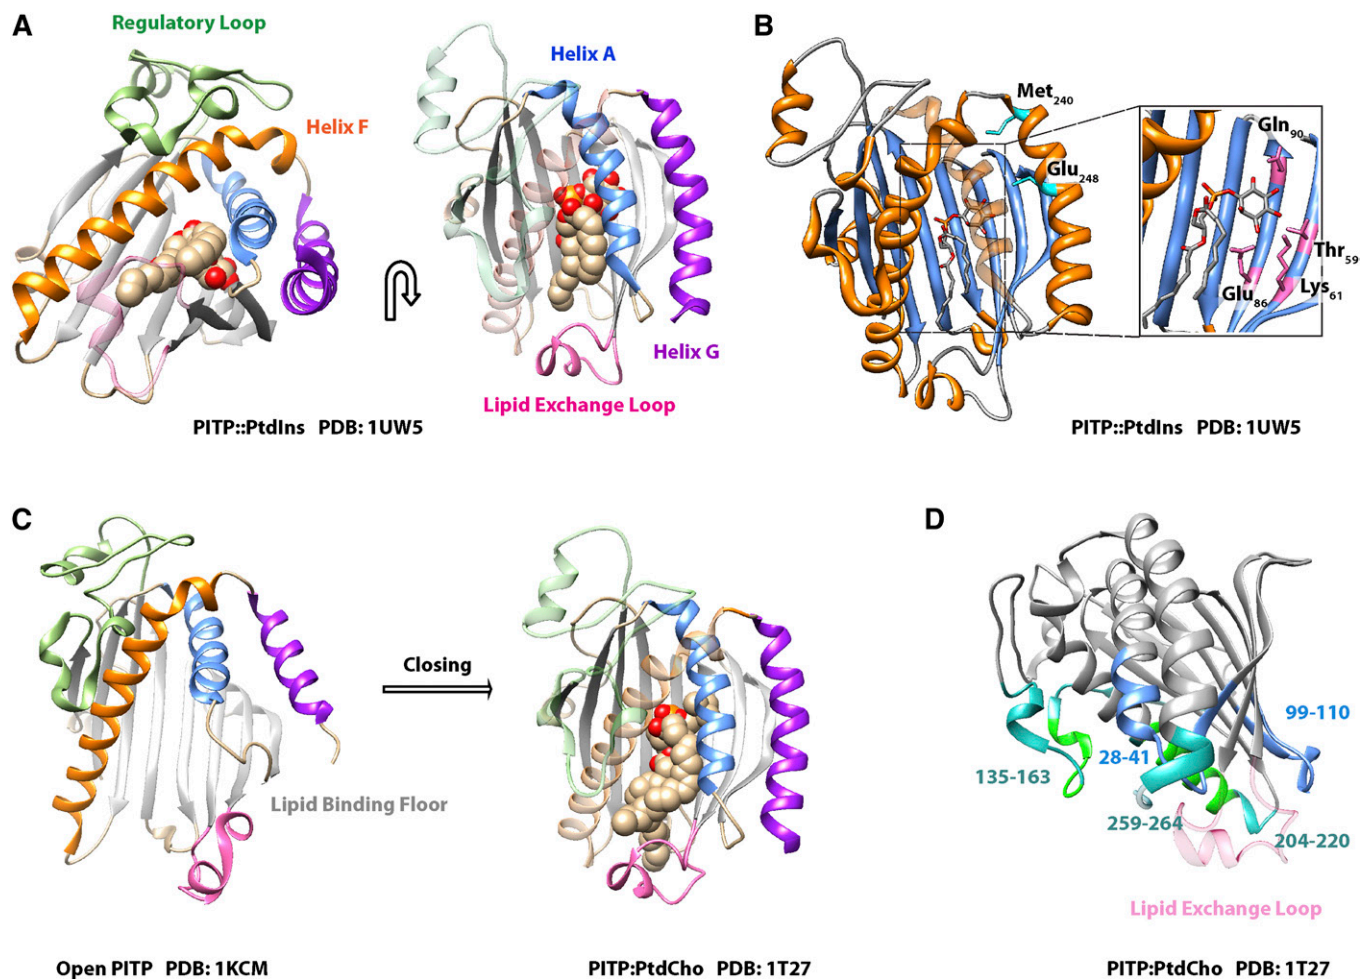 A
Regulatory Loop
Helix F
Helix A
Helix G
Lipid Exchange Loop
PITP::PtdIns PDB: 1UW5
B
Met240
Glu248
Gln90
Thr59
Lys61
Glu86
PITP::PtdIns PDB: 1UW5
C
Closing
Lipid Binding Floor
Open PITP PDB: 1KCM
PITP:PtdCho PDB: 1T27
D
99-110
28-41
135-163
259-264
204-220
Lipid Exchange Loop
PITP:PtdCho PDB: 1T27